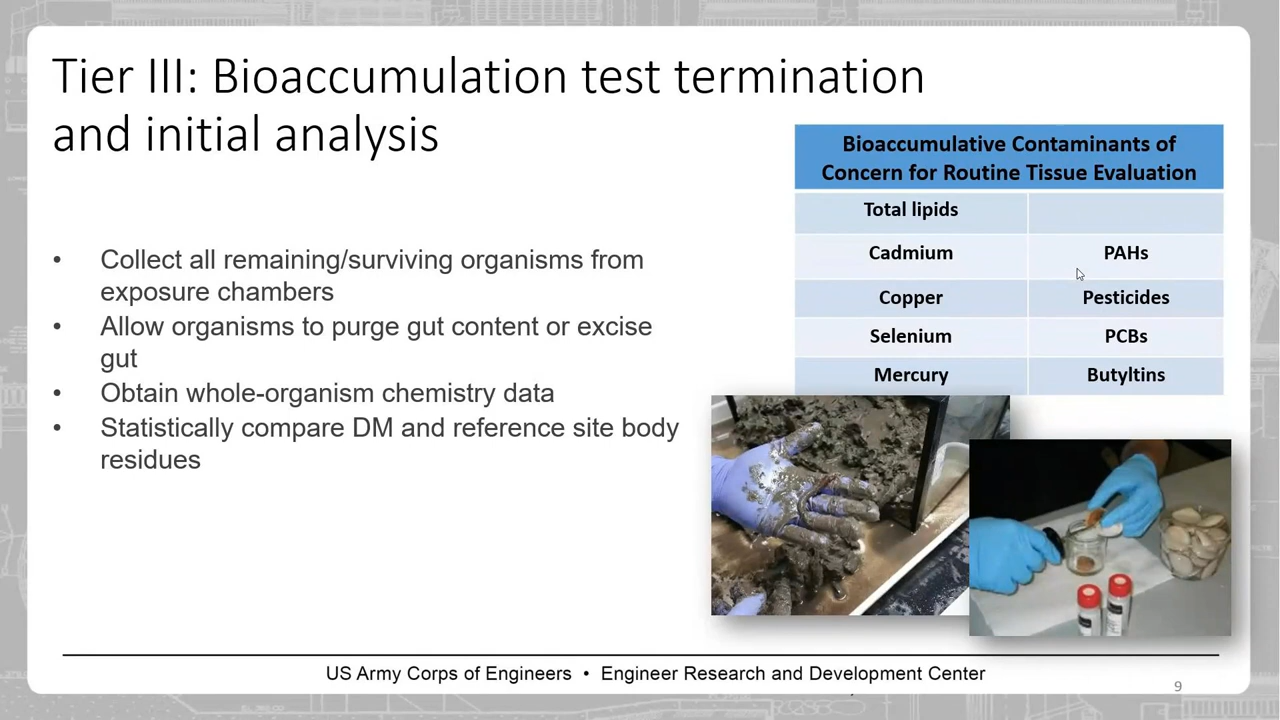 Tier III: Bioaccumulation test termination
and initial analysis
• Collect all remaining/surviving organisms from
exposure chambers
• Allow organisms to purge gut content or excise
gut
• Obtain whole-organism chemistry data
• Statistically compare DM and reference site body
residues
Bioaccumulative Contaminants of
Concern for Routine Tissue Evaluation
Total lipids
Cadmium PAHs
Copper Pesticides
Selenium PCBs
Mercury Butyltins
US Army Corps of Engineers • Engineer Research and Development Center
9